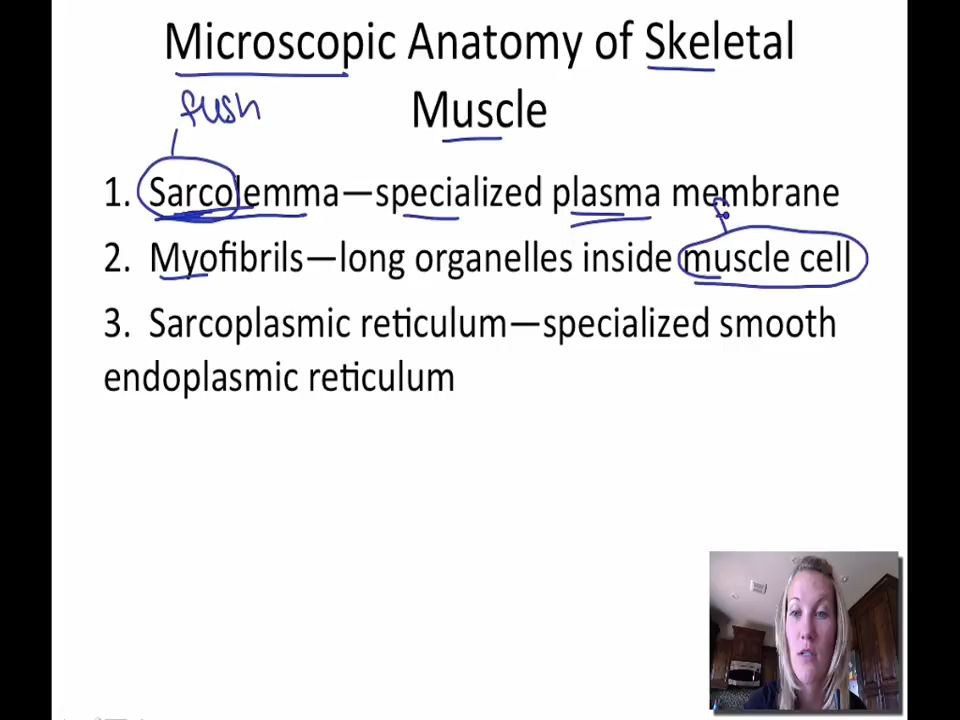 Microscopic Anatomy of Skeletal
Muscle
1. Sarcolemma—specialized plasma membrane
2. Myofibrils—long organelles inside muscle cell
3. Sarcoplasmic reticulum—specialized smooth
endoplasmic reticulum